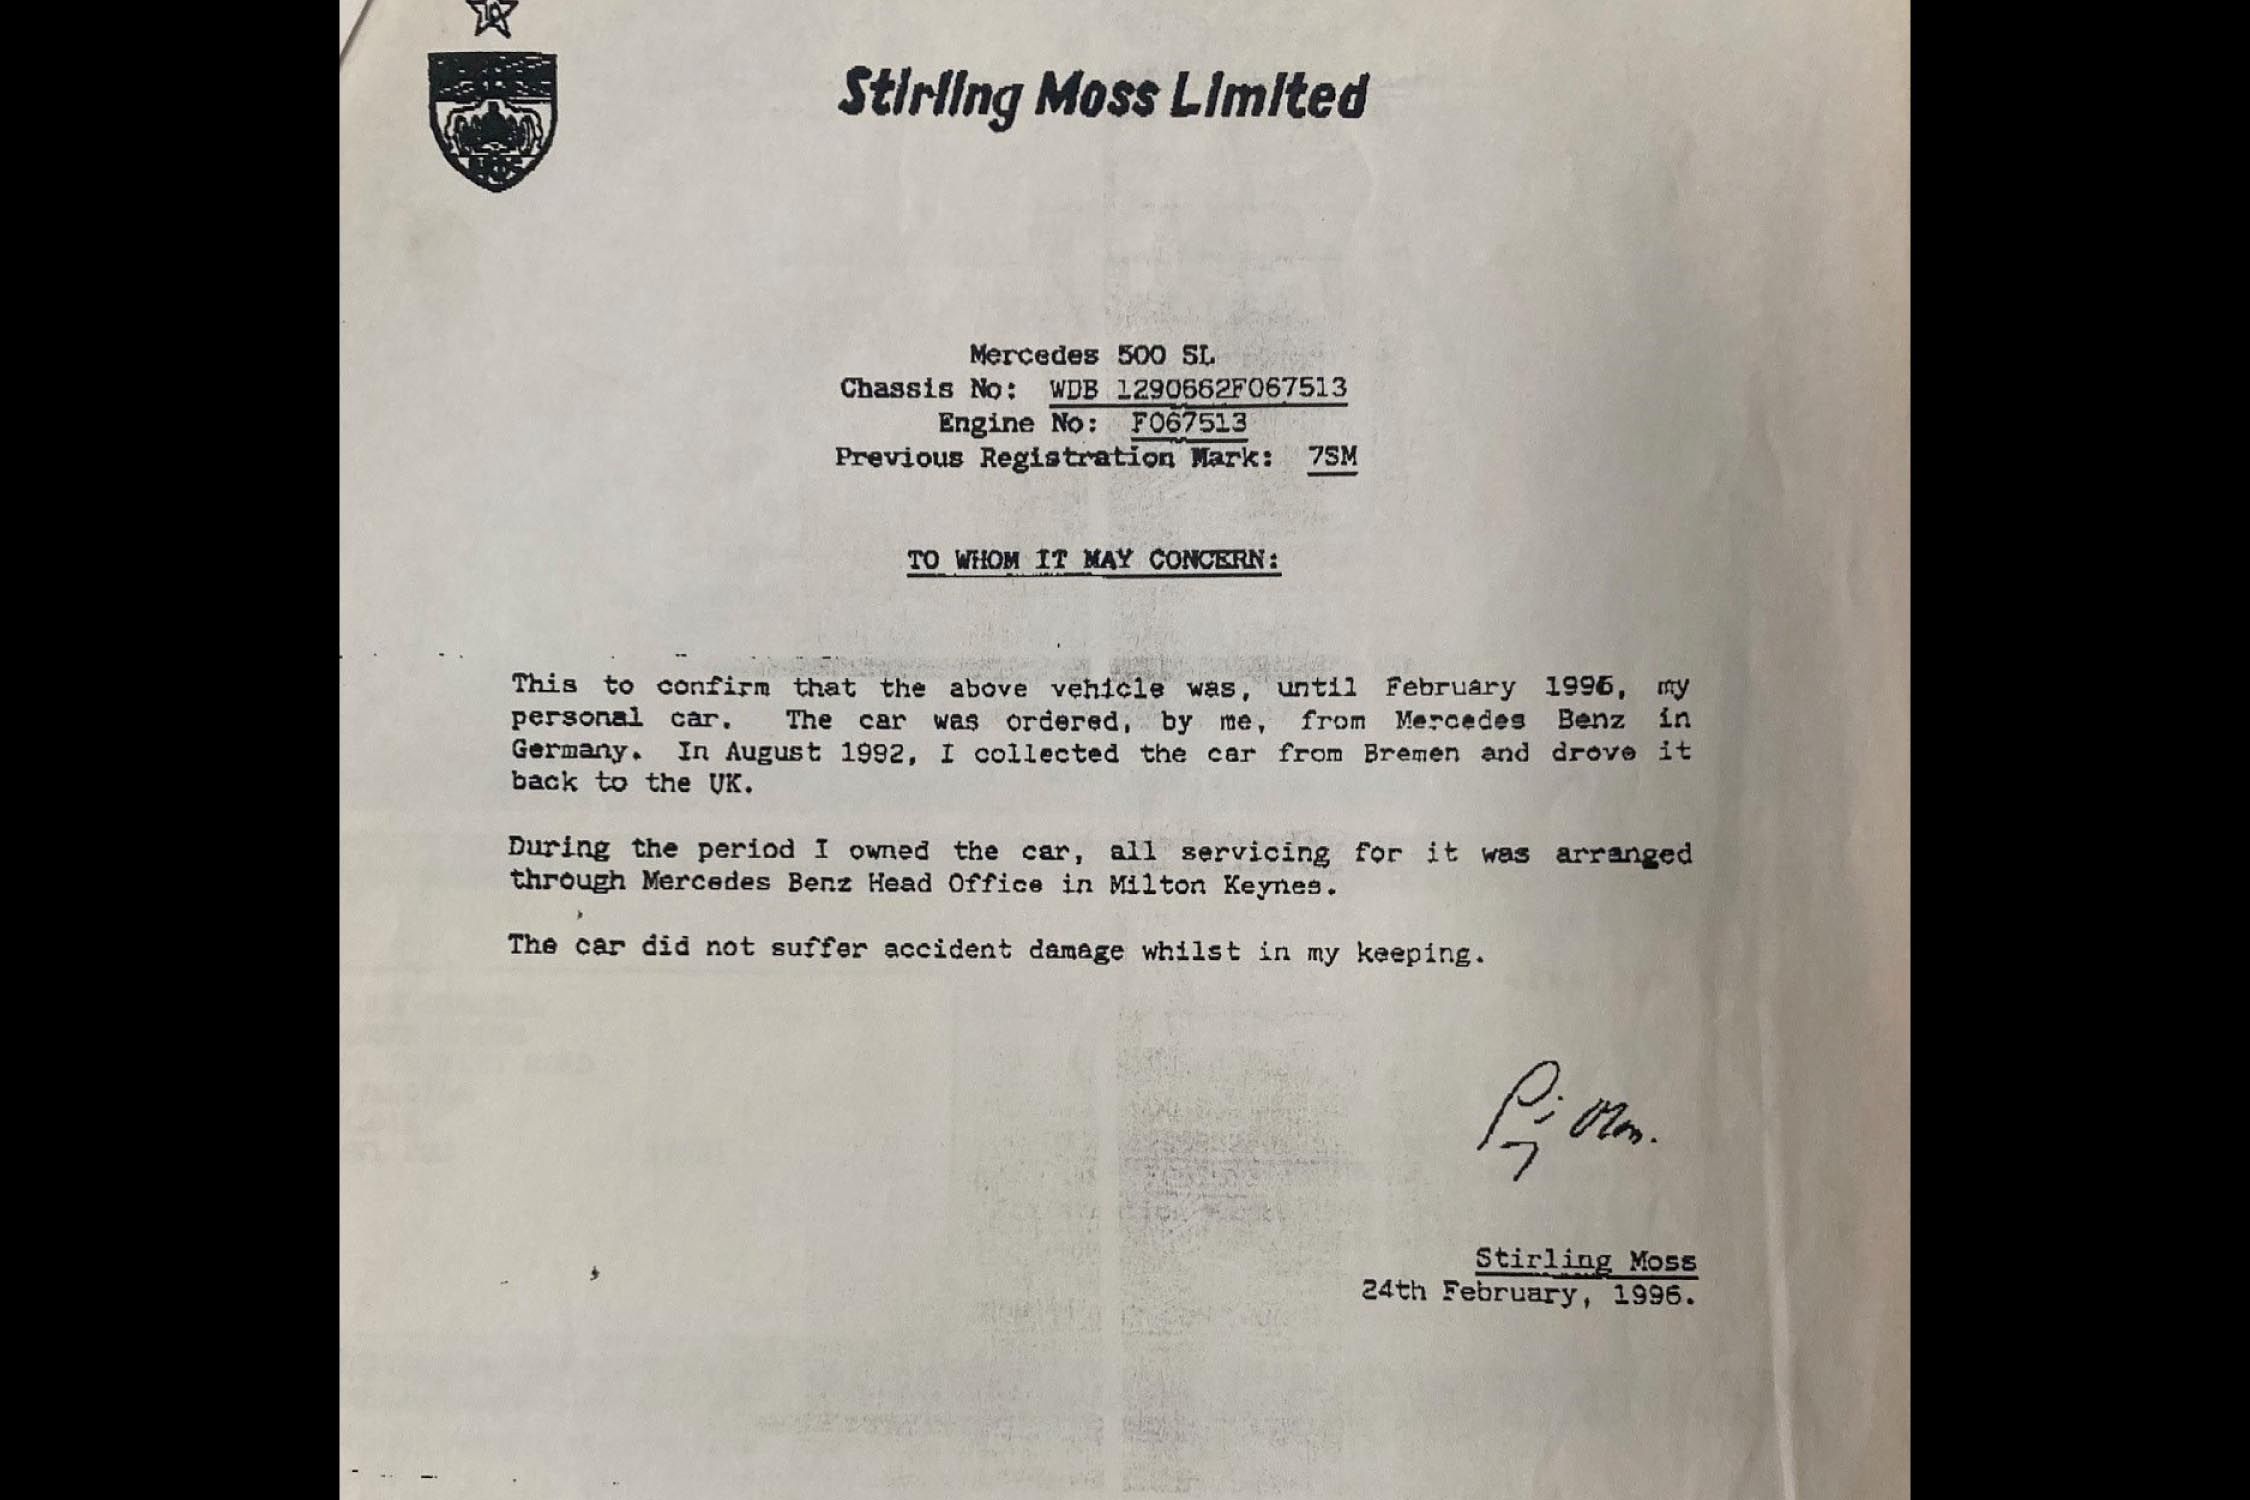 Stirling Moss Limited
Mercedes 500 SL
Chassis No: WDB 1290662F067513
Engine No: F067513
Previous Registration Mark: 7SM
TO WHOM IT MAY CONCERN:
This to confirm that the above vehicle was, until February 1996, my
personal car. The car was ordered, by me, from Mercedes Benz in
Germany. In August 1992, I collected the car from Bremen and drove it
back to the UK.
During the period I owned the car, all servicing for it was arranged
through Mercedes Benz Head Office in Milton Keynes.
The car did not suffer accident damage whilst in my keeping.
Stirling Moss
24th February, 1996.